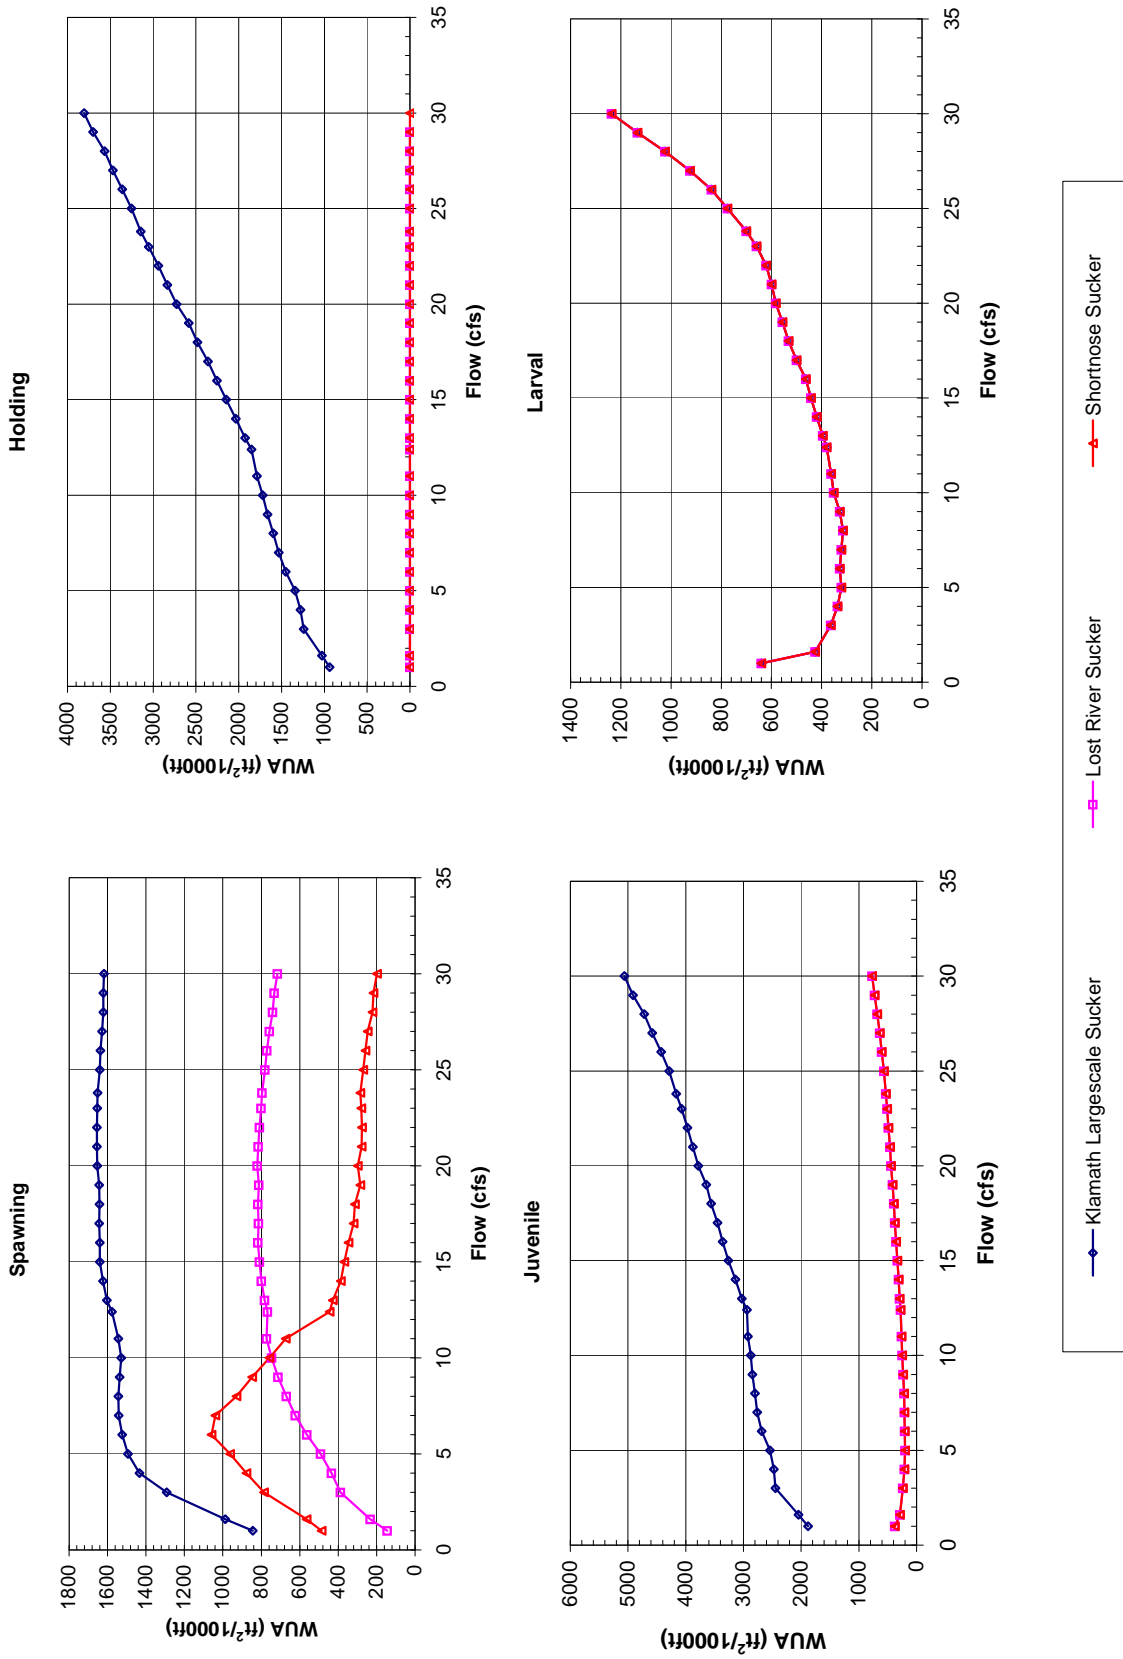 Spawning
1800
1600
1400
1200
1000
800
600
400
200
0
WUA (ft²/1000ft)
0 5 10 15 20 25 30 35
Flow (cfs)
Holding
4000
3500
3000
2500
2000
1500
1000
500
0
WUA (ft²/1000ft)
0 5 10 15 20 25 30 35
Flow (cfs)
Juvenile
6000
5000
4000
3000
2000
1000
0
WUA (ft²/1000ft)
0 5 10 15 20 25 30 35
Flow (cfs)
Larval
1400
1200
1000
800
600
400
200
0
WUA (ft²/1000ft)
0 5 10 15 20 25 30 35
Flow (cfs)
Klamath Largescale Sucker Lost River Sucker Shortnose Sucker